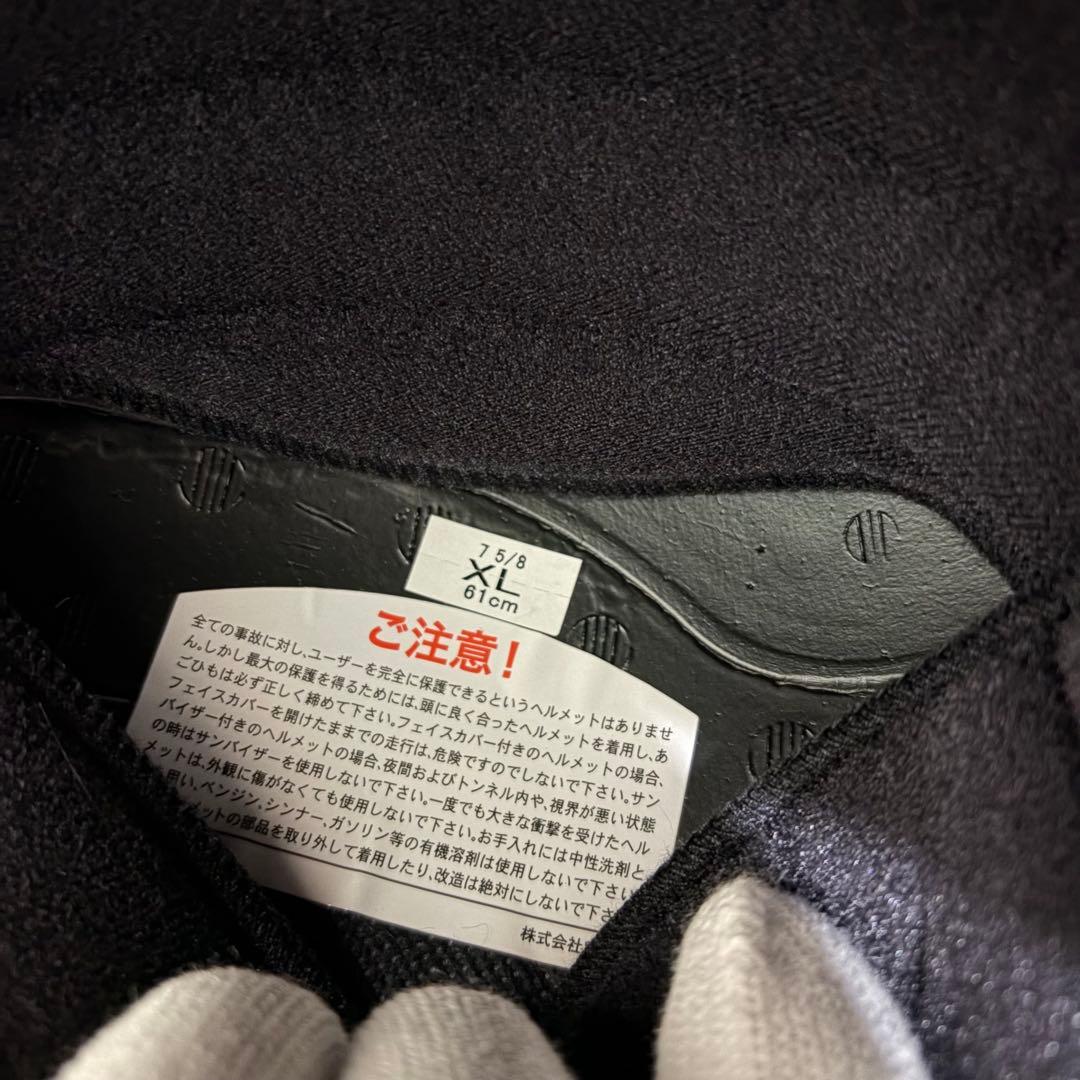 7 5/8
XL
61cm
ご注意!
全ての事故に対し、ユーザーを完全に保護できるというヘルメットはありませ
ん。しかし最大の保護を得るためには、頭に良く合ったヘルメットを着用し、あ
ごひもは必ず正しく締めて下さい。フェイスカバー付きのヘルメットの場合、
フェイスカバーを開けたままでの走行は、危険ですのでしないで下さい。サン
バイザー付きのヘルメットの場合、夜間およびトンネル内や、視界が悪い状態
の時はサンバイザーを使用しないで下さい。一度でも大きな衝撃を受けたヘル
メットは、外観に傷がなくても使用しないで下さい。お手入れには中性洗剤と
用い、ベンジン、シンナー、ガソリン等の有機溶剤は使用しないで下さい
メットの部品を取り外して着用したり、改造は絶対にしないで下さ
株式会社